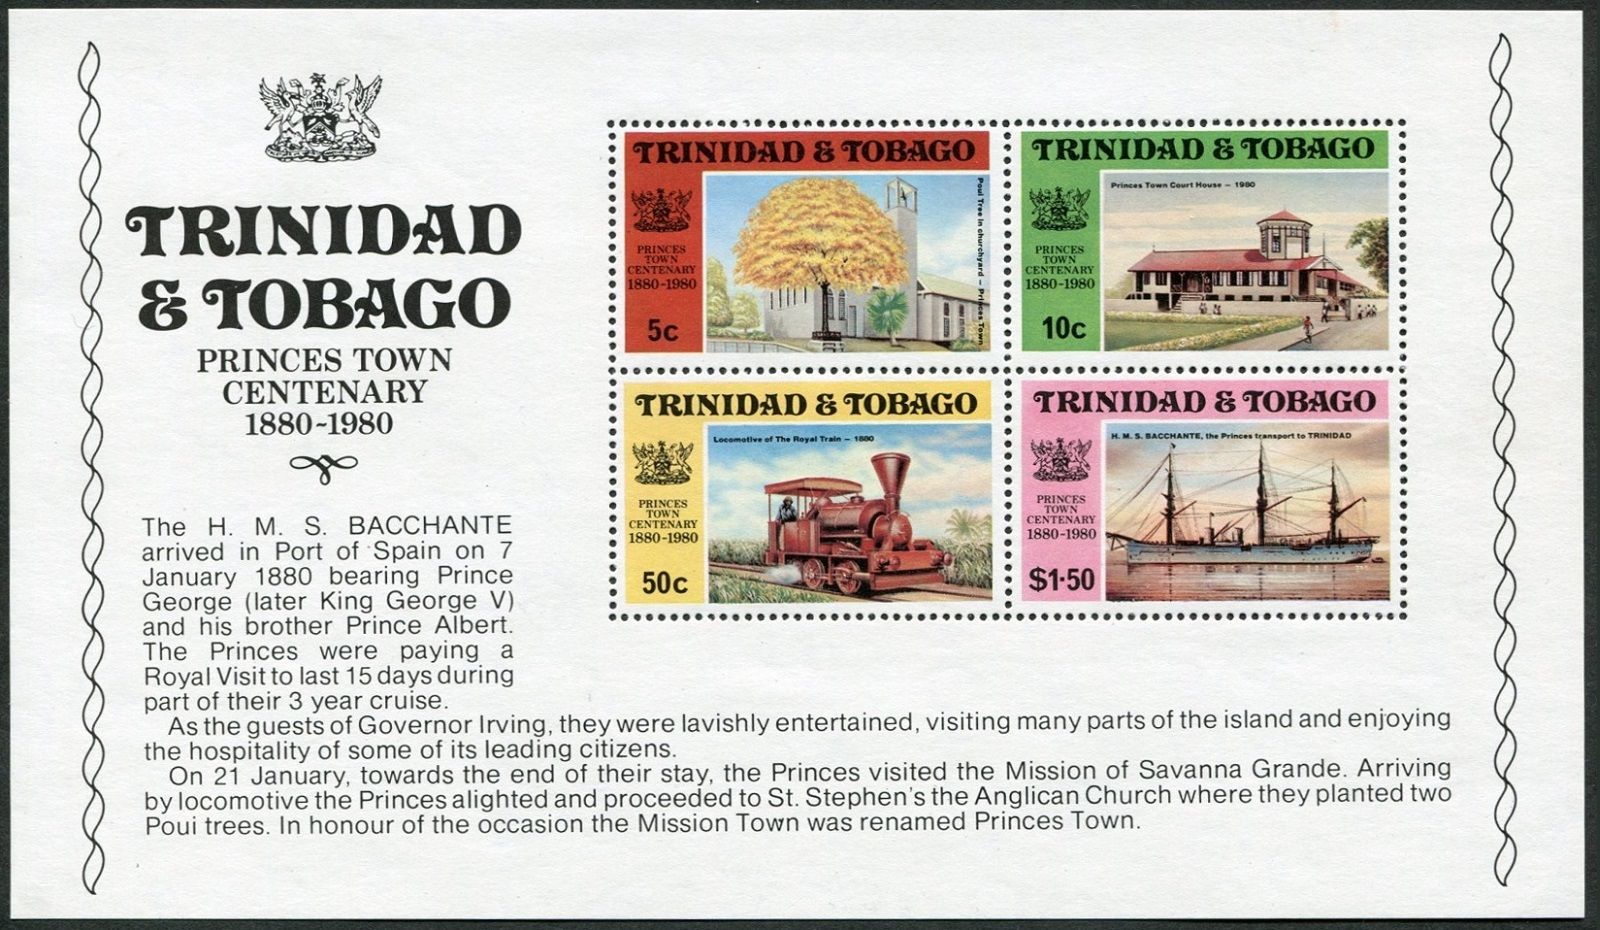 TRINIDAD
& TOBAGO
PRINCES TOWN
CENTENARY
1880-1980
The H. M. S. BACCHANTE
arrived in Port of Spain on 7
January 1880 bearing Prince
George (later King George V)
and his brother Prince Albert.
The Princes were paying a
Royal Visit to last 15 days during
part of their 3 year cruise.
As the guests of Governor Irving, they were lavishly entertained, visiting many parts of the island and enjoying
the hospitality of some of its leading citizens.
On 21 January, towards the end of their stay, the Princes visited the Mission of Savanna Grande. Arriving
by locomotive the Princes alighted and proceeded to St. Stephen's the Anglican Church where they planted two
Poui trees. In honour of the occasion the Mission Town was renamed Princes Town.
TRINIDAD & TOBAGO
Poui Tree in churchyard – Princes Town
PRINCES
TOWN
CENTENARY
1880-1980
5c
TRINIDAD & TOBAGO
Princes Town Court House – 1980
PRINCES
TOWN
CENTENARY
1880-1980
10c
TRINIDAD & TOBAGO
Locomotive of The Royal Train – 1880
PRINCES
TOWN
CENTENARY
1880-1980
50c
TRINIDAD & TOBAGO
H. M. S. BACCHANTE, the Princes transport to TRINIDAD
PRINCES
TOWN
CENTENARY
1880-1980
$1·50